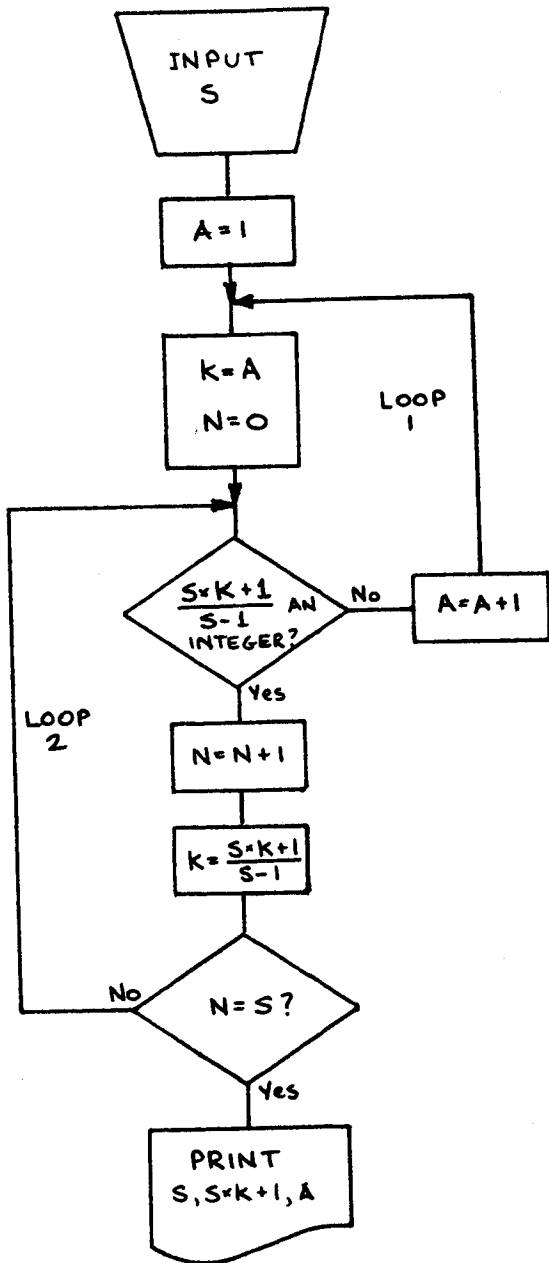 INPUT
S
A=1
K=A
N=0
LOOP
1
S×K+1
S-1
AN
INTEGER?
No
A=A+1
Yes
LOOP
2
N=N+1
K=S×K+1
S-1
No
N=S?
Yes
PRINT
S,S×K+1,A